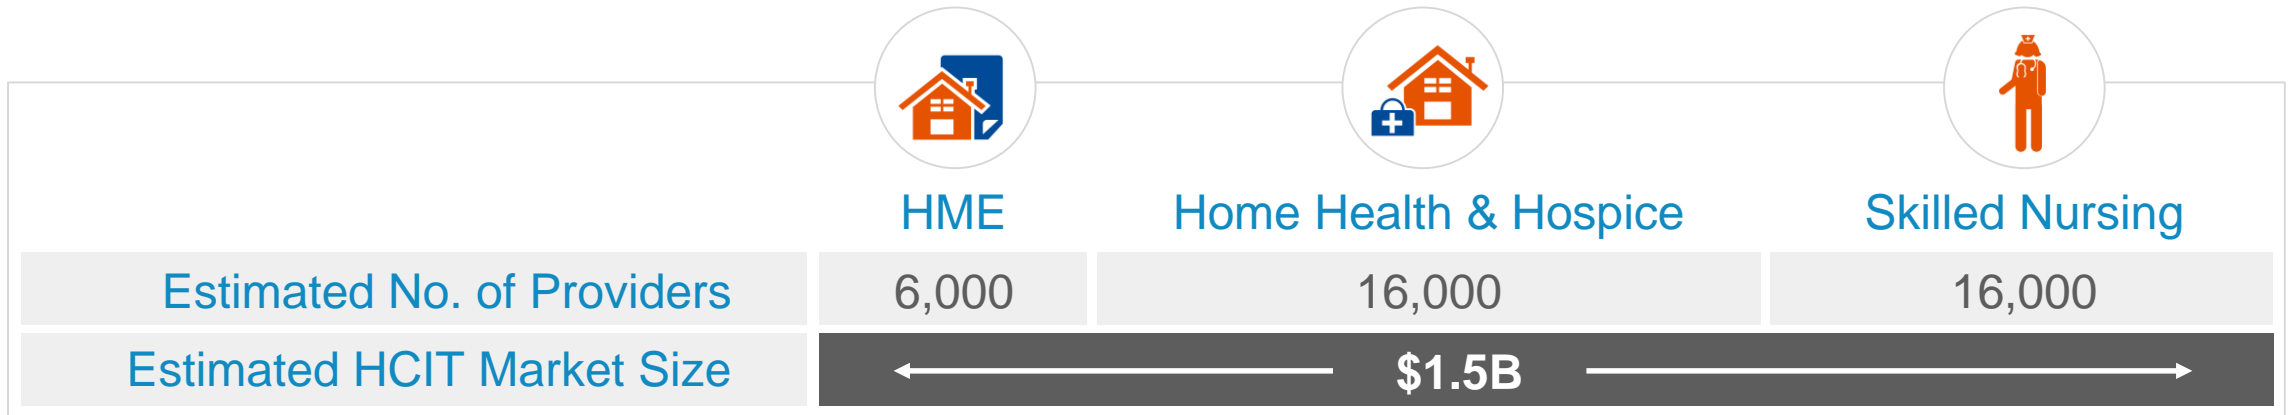 HME Home Health & Hospice Skilled Nursing
Estimated No. of Providers 6,000 16,000 16,000
Estimated HCIT Market Size $1.5B